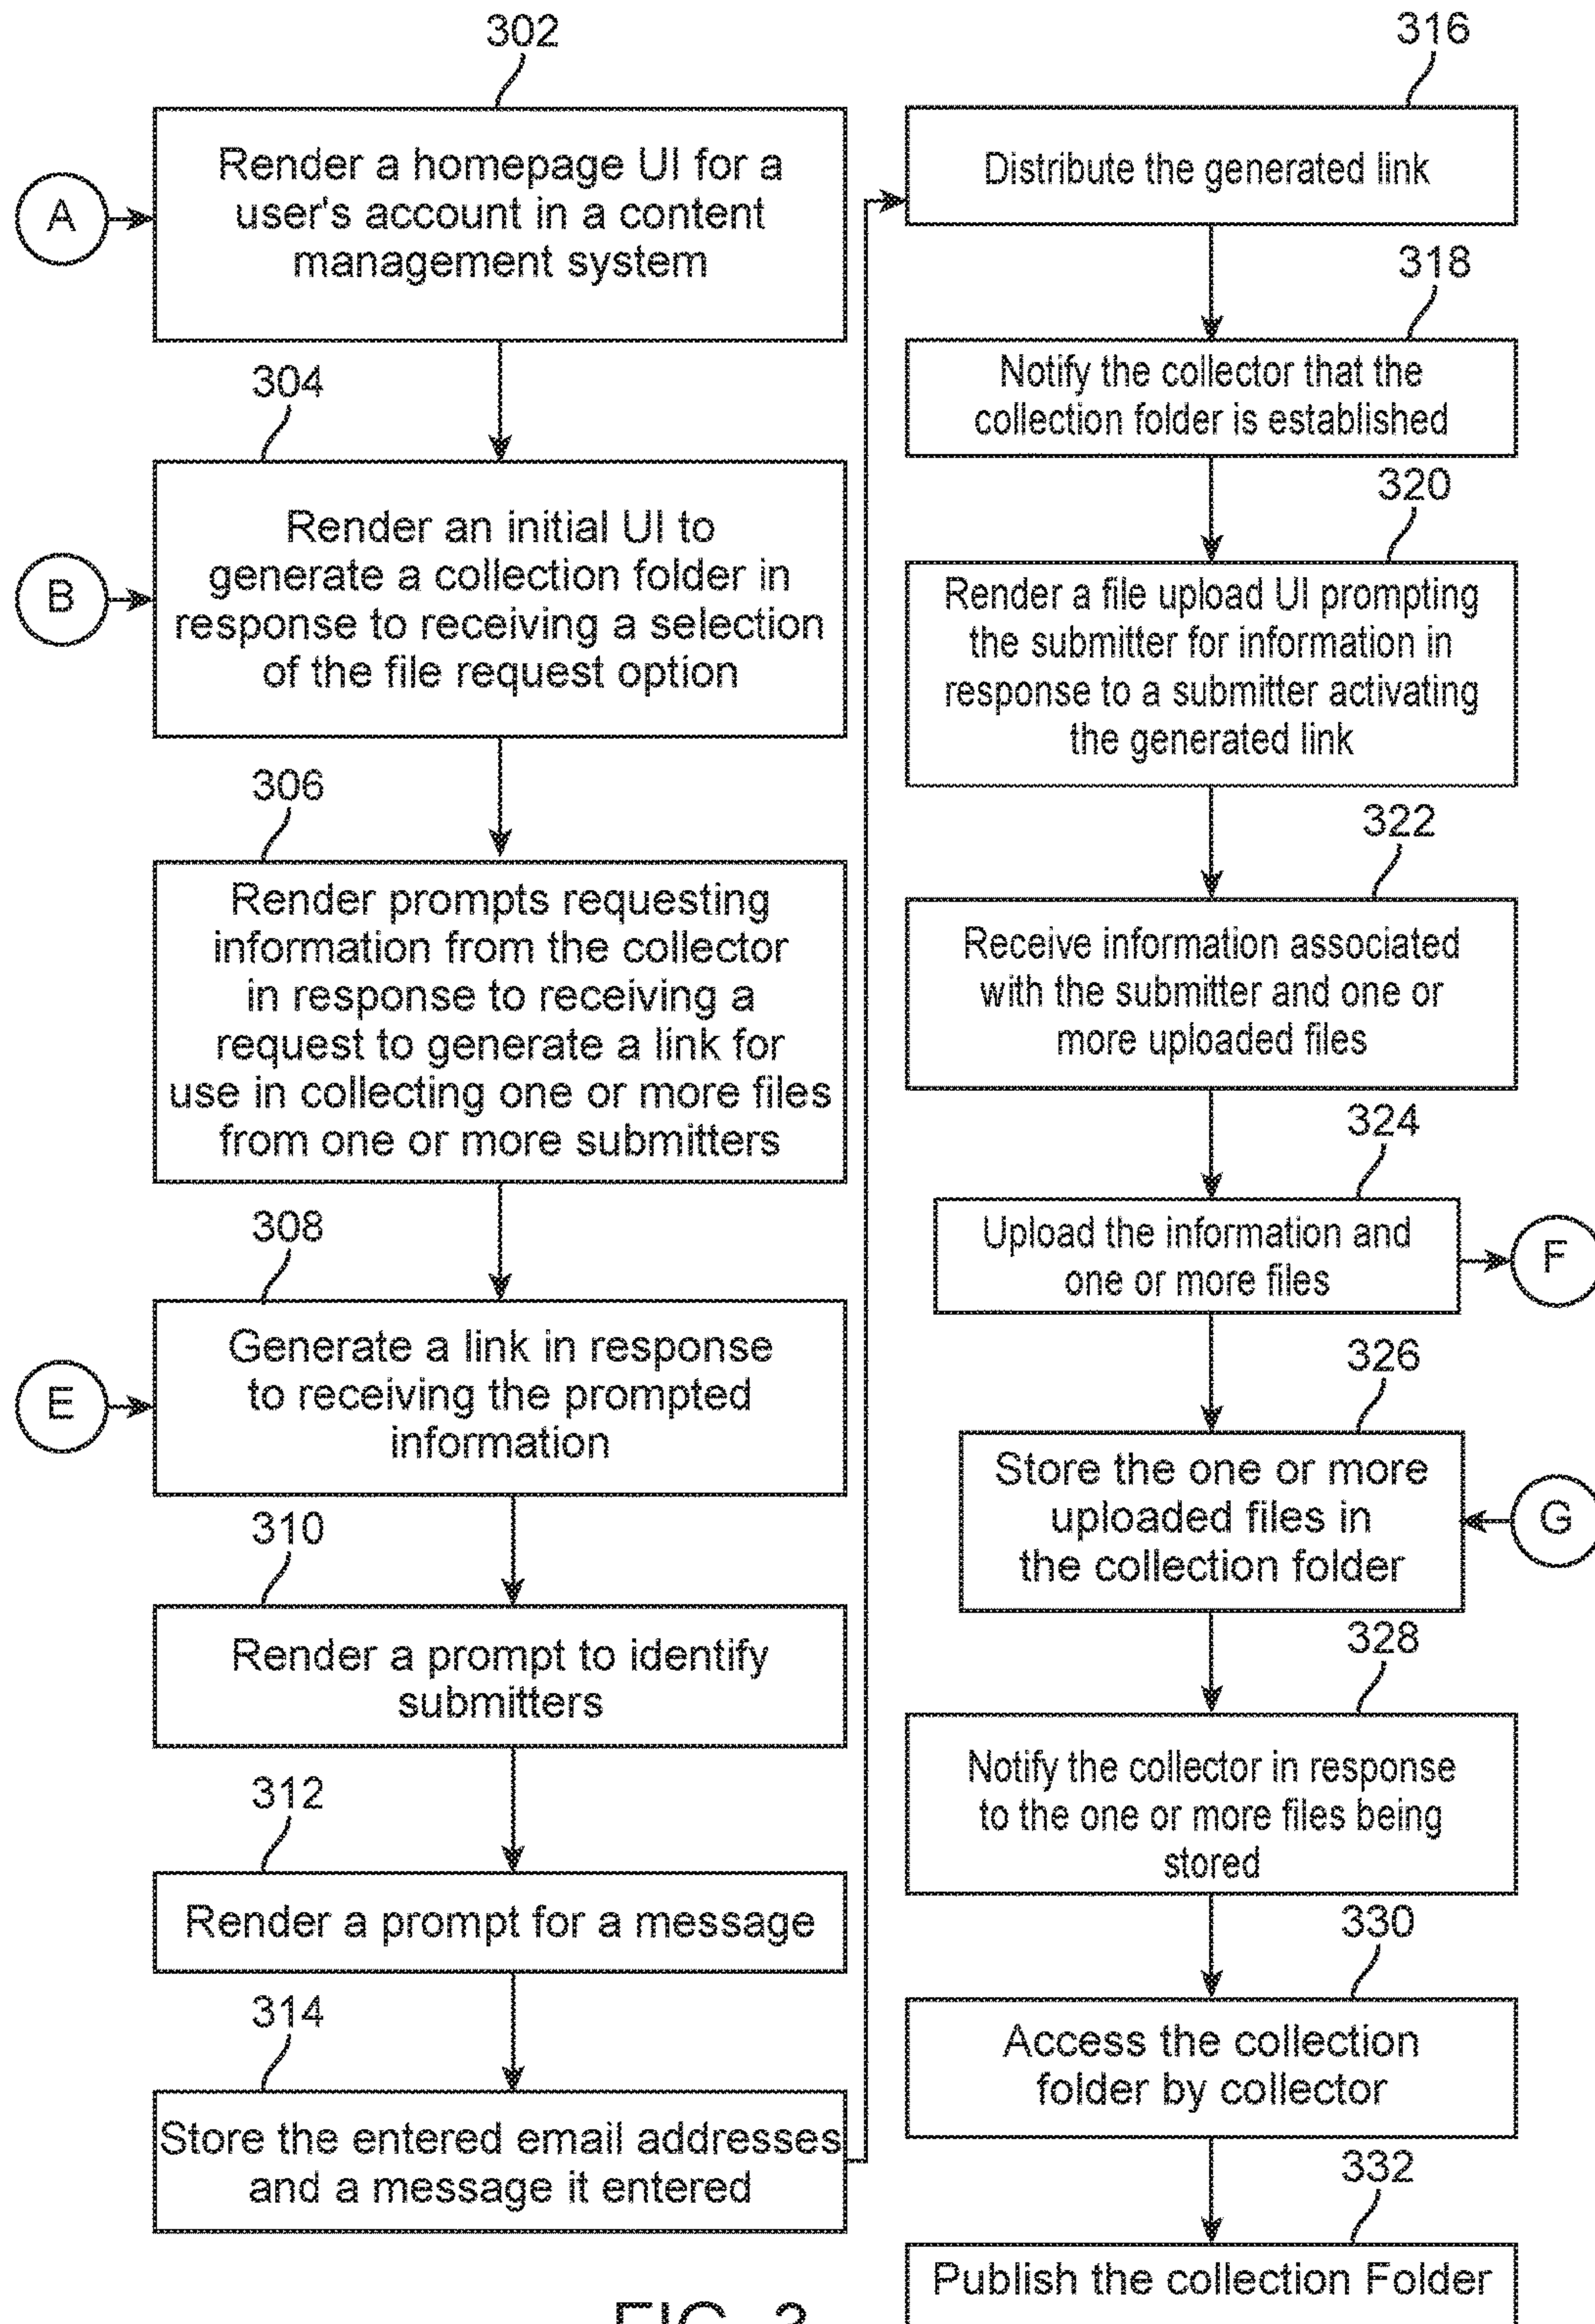 302
A
Render a homepage UI for a
user's account in a content
management system
304
B
Render an initial UI to
generate a collection folder in
response to receiving a selection
of the file request option
306
Render prompts requesting
information from the collector
in response to receiving a
request to generate a link for
use in collecting one or more files
from one or more submitters
308
E
Generate a link in response
to receiving the prompted
information
310
Render a prompt to identify
submitters
312
Render a prompt for a message
314
Store the entered email addresses
and a message it entered
316
Distribute the generated link
318
Notify the collector that the
collection folder is established
320
Render a file upload UI prompting
the submitter for information in
response to a submitter activating
the generated link
322
Receive information associated
with the submitter and one or
more uploaded files
324
Upload the information and
one or more files
F
326
Store the one or more
uploaded files in
the collection folder
G
328
Notify the collector in response
to the one or more files being
stored
330
Access the collection
folder by collector
332
Publish the collection Folder
FIG. 3